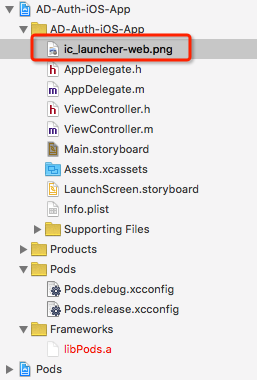 AD-Auth-iOS-App
AD-Auth-iOS-App
ic_launcher-web.png
AppDelegate.h
AppDelegate.m
ViewController.h
ViewController.m
Main.storyboard
Assets.xcassets
LaunchScreen.storyboard
Info.plist
Supporting Files
Products
Pods
Pods.debug.xcconfig
Pods.release.xcconfig
Frameworks
libPods.a
Pods